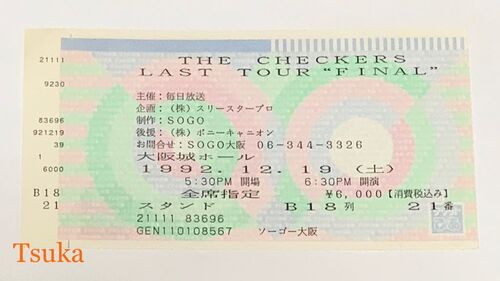 THE CHECKERS
LAST TOUR "FINAL"
主催：毎日放送
企画：(株)スリースタープロ
制作：SOGO
後援：(株)ポニーキャニオン
お問合せ：SOGO大阪 06-344-3326
大阪城ホール
1992.12.19 (土)
5:30PM 開場 6:30PM 開演
全席指定 ¥6,000【消費税込み】
スタンド B18列 21番
21111 83696
GEN110108567 ソーゴー大阪
21111
9230
83696
921219
39
1
6000
B18
21
Tsuka